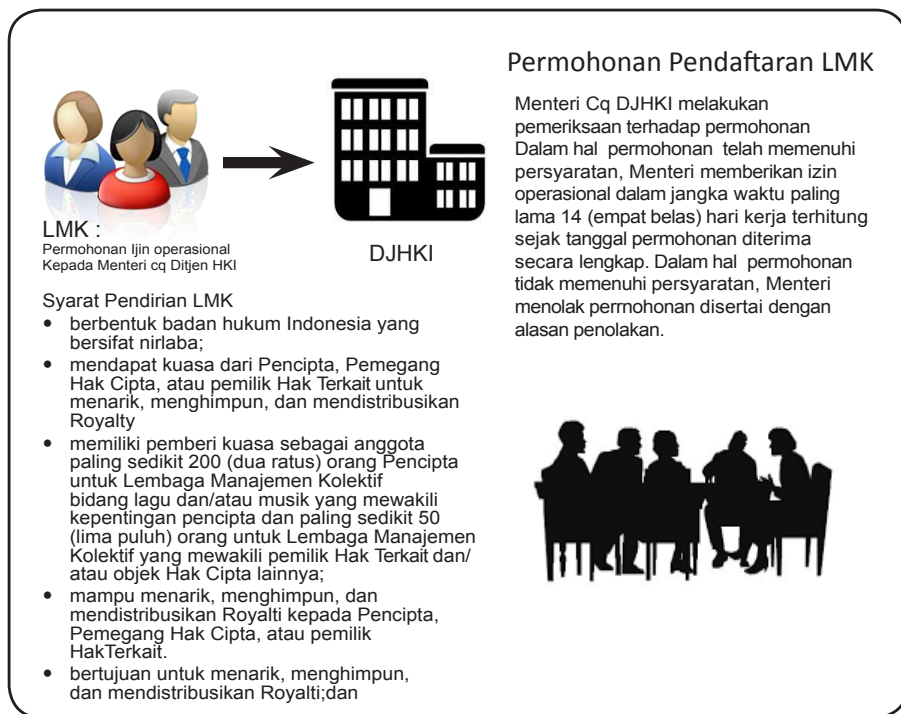 Permohonan Pendaftaran LMK
Menteri Cq DJHKI melakukan
pemeriksaan terhadap permohonan
Dalam hal permohonan telah memenuhi
persyaratan, Menteri memberikan izin
operasional dalam jangka waktu paling
lama 14 (empat belas) hari kerja terhitung
sejak tanggal permohonan diterima
secara lengkap. Dalam hal permohonan
tidak memenuhi persyaratan, Menteri
menolak perrnohonan disertai dengan
alasan penolakan.
LMK :
Permohonan Ijin operasional
Kepada Menteri cq Ditjen HKI
DJHKI
Syarat Pendirian LMK
• berbentuk badan hukum Indonesia yang
bersifat nirlaba;
• mendapat kuasa dari Pencipta, Pemegang
Hak Cipta, atau pemilik Hak Terkait untuk
menarik, menghimpun, dan mendistribusikan
Royalty
• memiliki pemberi kuasa sebagai anggota
paling sedikit 200 (dua ratus) orang Pencipta
untuk Lembaga Manajemen Kolektif
bidang lagu dan/atau musik yang mewakili
kepentingan pencipta dan paling sedikit 50
(lima puluh) orang untuk Lembaga Manajemen
Kolektif yang mewakili pemilik Hak Terkait dan/
atau objek Hak Cipta lainnya;
• mampu menarik, menghimpun, dan
mendistribusikan Royalti kepada Pencipta,
Pemegang Hak Cipta, atau pemilik
HakTerkait.
• bertujuan untuk menarik, menghimpun,
dan mendistribusikan Royalti;dan